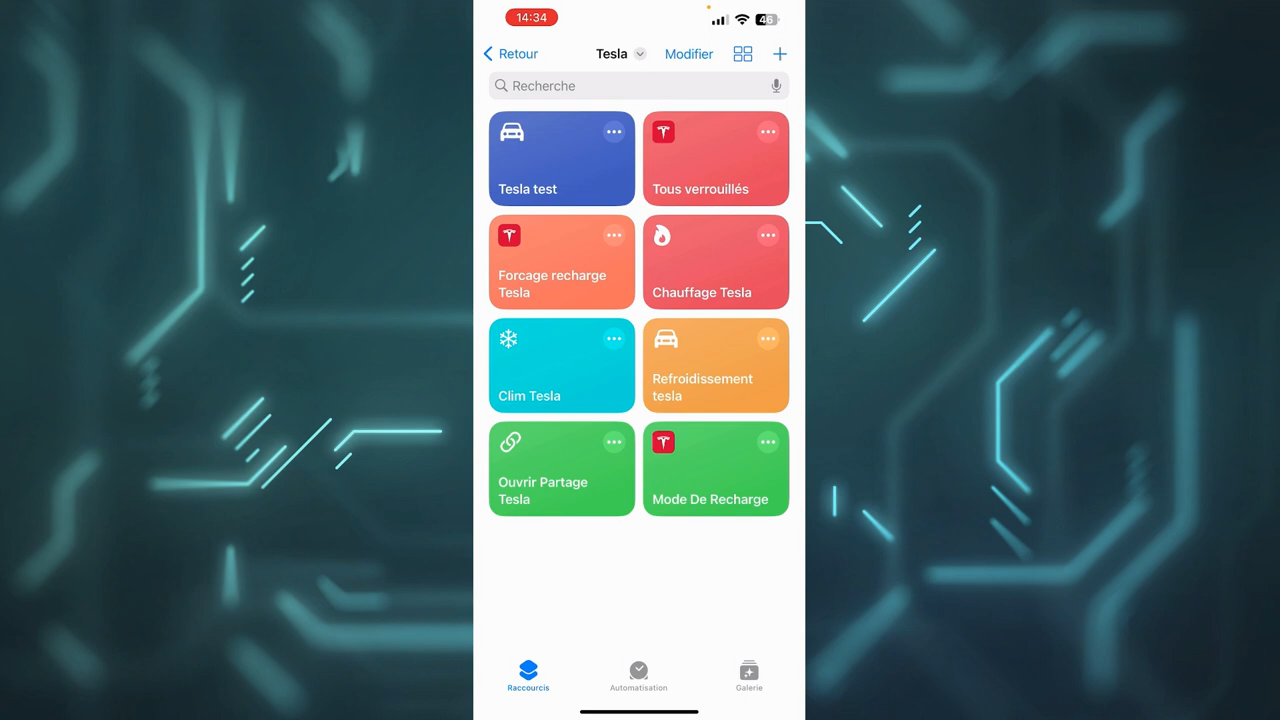 14:34
46
Retour
Tesla
Modifier
Recherche
Tesla test
Tous verrouillés
Forcage recharge
Tesla
Chauffage Tesla
Clim Tesla
Refroidissement
tesla
Ouvrir Partage
Tesla
Mode De Recharge
Raccourcis
Automatisation
Galerie